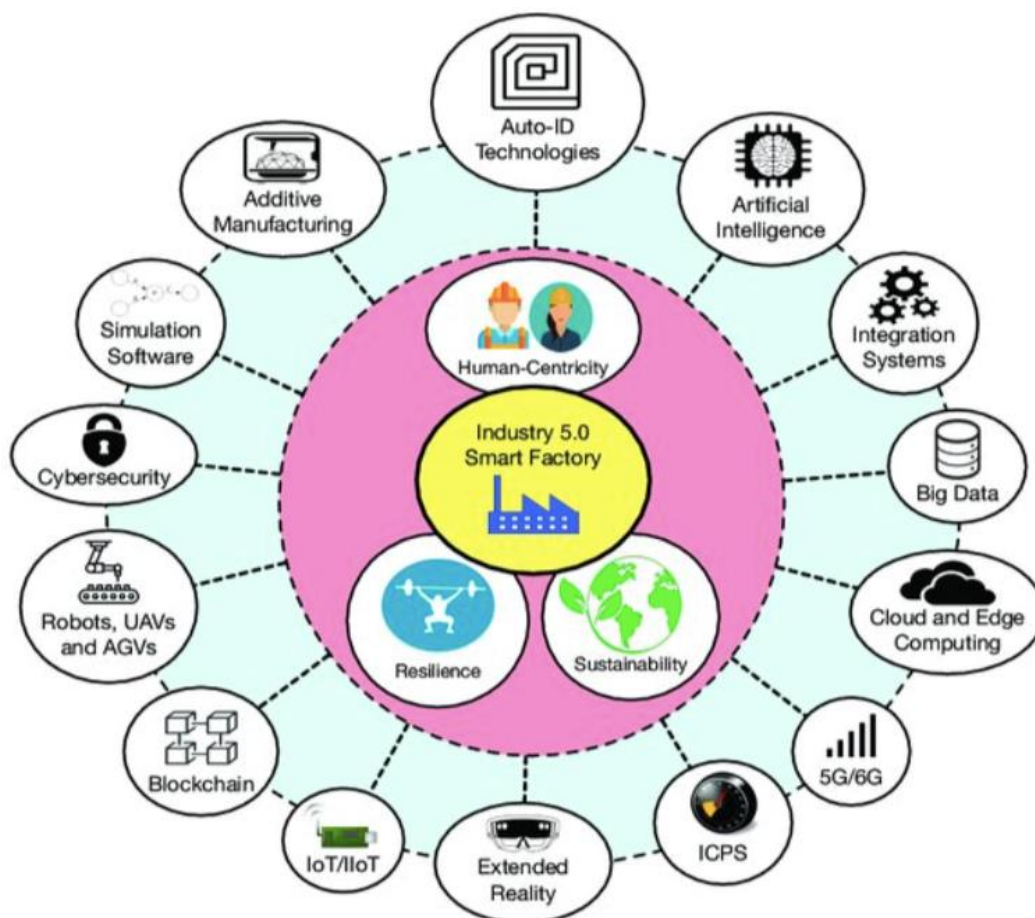 Auto-ID
Technologies
Additive
Manufacturing
Artificial
Intelligence
Simulation
Software
Integration
Systems
Human-Centricity
Industry 5.0
Smart Factory
Cybersecurity
Big Data
Robots, UAVs
and AGVs
Cloud and Edge
Computing
Resilience
Sustainability
Blockchain
5G/6G
IoT/IIoT
Extended
Reality
ICPS